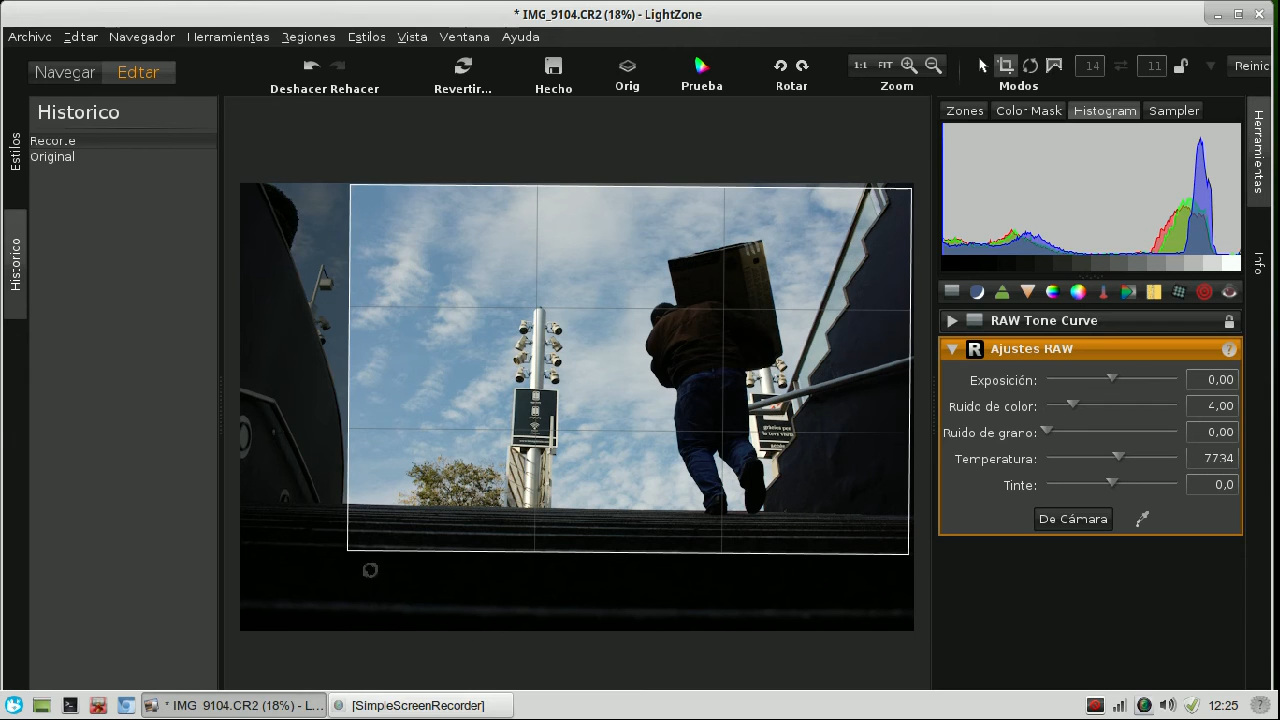 * IMG_9104.CR2 (18%) - LightZone
Archivo Editar Navegador Herramientas Regiones Estilos Vista Ventana Ayuda
Navegar Editar
Deshacer Rehacer Revertir... Hecho Orig Prueba Rotar
1:1 FIT
Zoom
Modos
14 11 Reinic
Historico
Recorte
Original
Estilos
Historico
Zones Color Mask Histogram Sampler
Herramientas
Info
RAW Tone Curve
R Ajustes RAW ?
Exposición: 0,00
Ruido de color: 4,00
Ruido de grano: 0,00
Temperatura: 7734
Tinte: 0,0
De Cámara
* IMG_9104.CR2 (18%) - L...
[SimpleScreenRecorder]
12:25
?